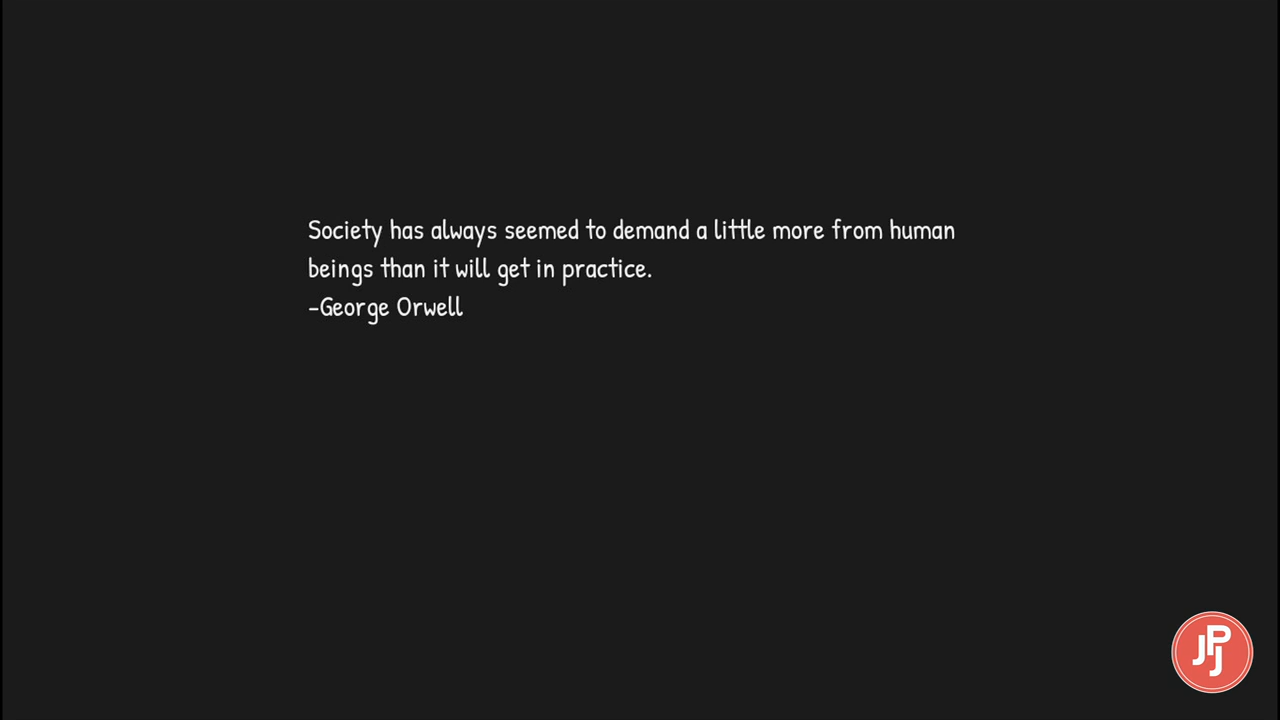 Society has always seemed to demand a little more from human
beings than it will get in practice.
-George Orwell
JPJ